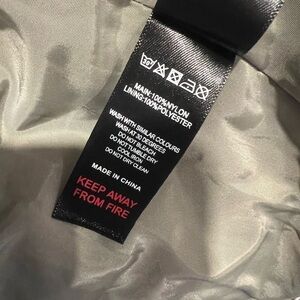 30
MAIN:100%NYLON
LINING:100%POLYESTER
WASH WITH SIMILAR COLOURS
WASH AT 30 DEGREES
DO NOT BLEACH
DO NOT TUMBLE DRY
COOL IRON
DO NOT DRY CLEAN
MADE IN CHINA
KEEP AWAY
FROM FIRE